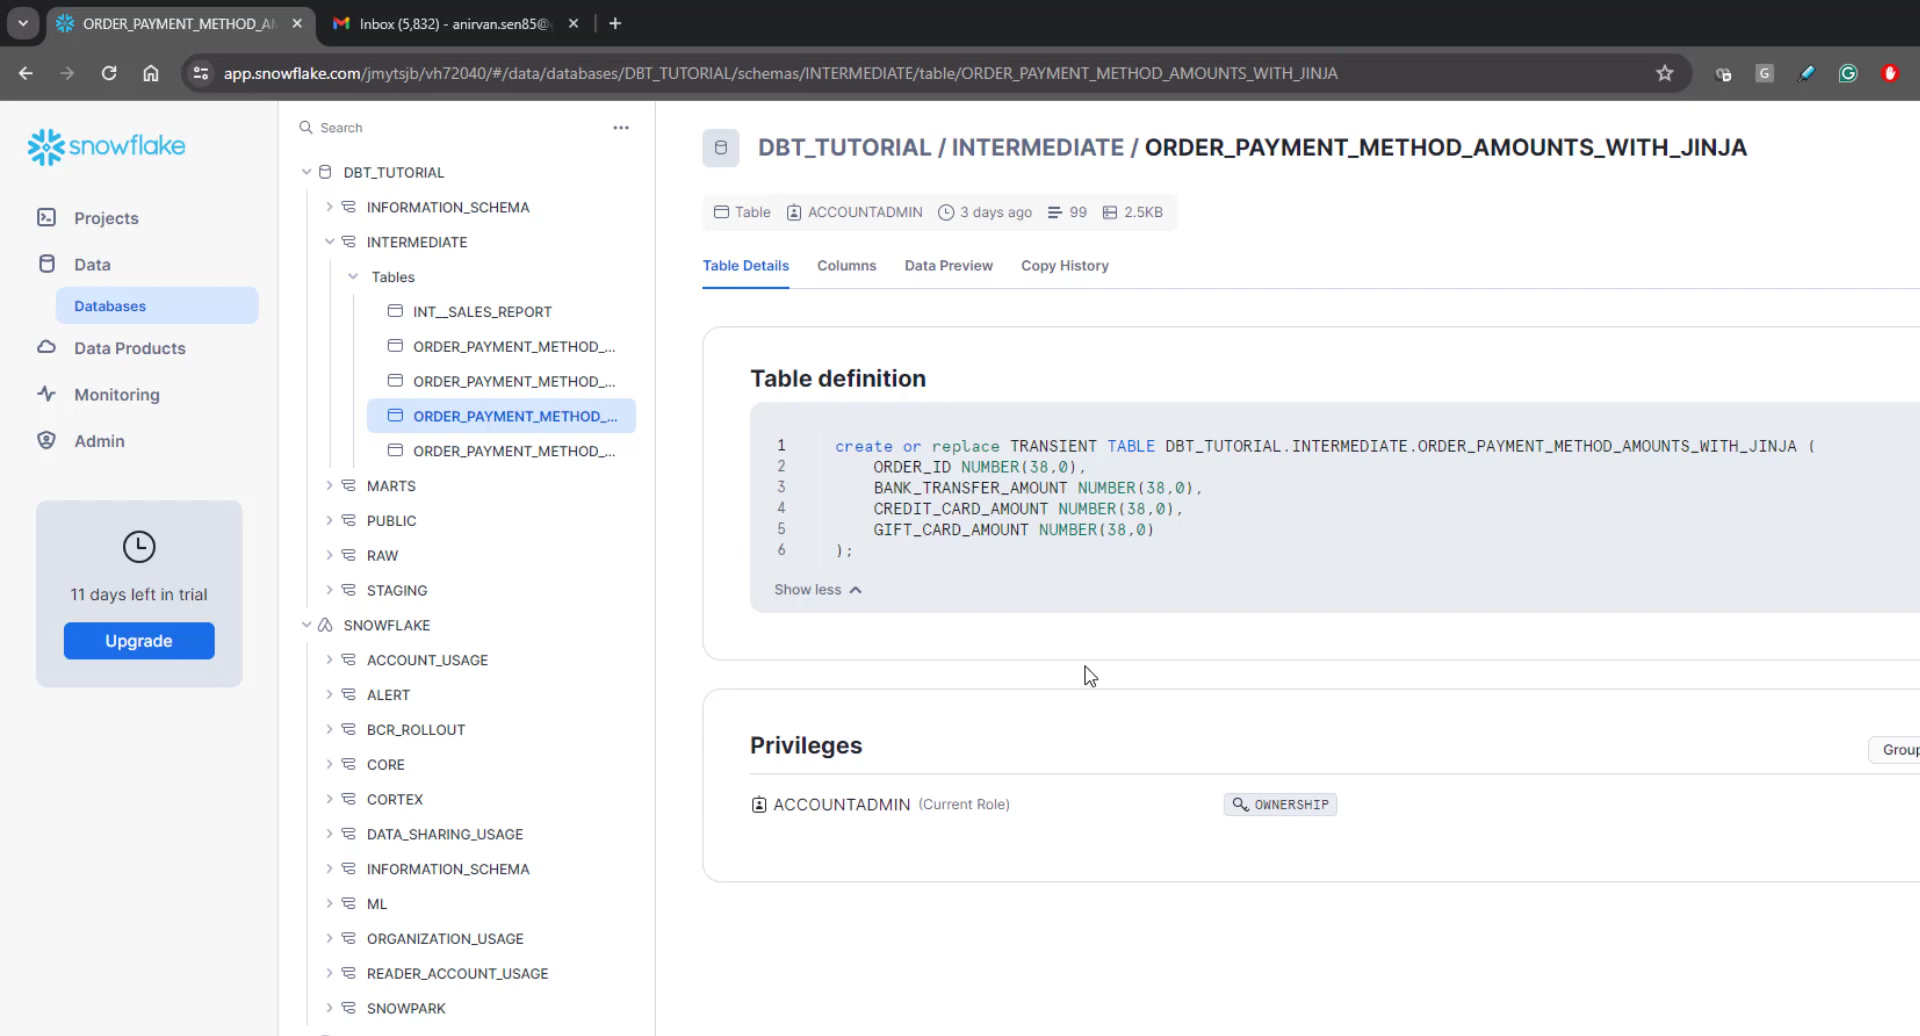 ORDER_PAYMENT_METHOD_AM
Inbox (5,832) - anirvan.sen85@
app.snowflake.com/jmytsjb/vh72040/#/data/databases/DBT_TUTORIAL/schemas/INTERMEDIATE/table/ORDER_PAYMENT_METHOD_AMOUNTS_WITH_JINJA
snowflake
Projects
Data
Databases
Data Products
Monitoring
Admin
11 days left in trial
Upgrade
Search
DBT_TUTORIAL
INFORMATION_SCHEMA
INTERMEDIATE
Tables
INT__SALES_REPORT
ORDER_PAYMENT_METHOD_...
ORDER_PAYMENT_METHOD_...
ORDER_PAYMENT_METHOD_...
ORDER_PAYMENT_METHOD_...
MARTS
PUBLIC
RAW
STAGING
SNOWFLAKE
ACCOUNT_USAGE
ALERT
BCR_ROLLOUT
CORE
CORTEX
DATA_SHARING_USAGE
INFORMATION_SCHEMA
ML
ORGANIZATION_USAGE
READER_ACCOUNT_USAGE
SNOWPARK
DBT_TUTORIAL / INTERMEDIATE / ORDER_PAYMENT_METHOD_AMOUNTS_WITH_JINJA
Table ACCOUNTADMIN 3 days ago 99 2.5KB
Table Details Columns Data Preview Copy History
Table definition
1 create or replace TRANSIENT TABLE DBT_TUTORIAL.INTERMEDIATE.ORDER_PAYMENT_METHOD_AMOUNTS_WITH_JINJA (
2 ORDER_ID NUMBER(38,0),
3 BANK_TRANSFER_AMOUNT NUMBER(38,0),
4 CREDIT_CARD_AMOUNT NUMBER(38,0),
5 GIFT_CARD_AMOUNT NUMBER(38,0)
6 );
Show less
Privileges
Group
ACCOUNTADMIN (Current Role) OWNERSHIP